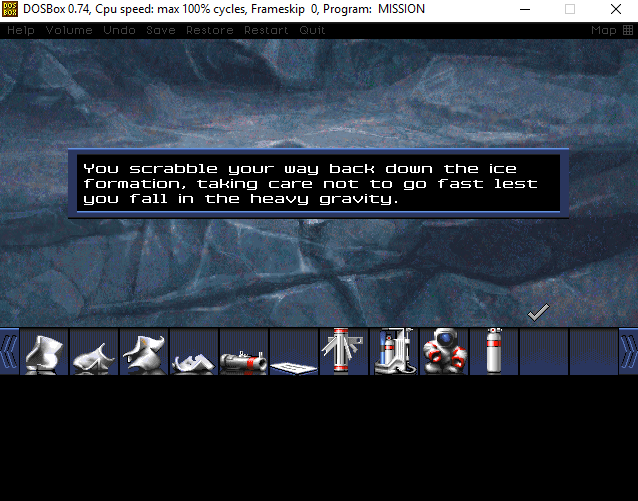 DOS
BOX
DOSBox 0.74, Cpu speed: max 100% cycles, Frameskip 0, Program: MISSION
Help Volume Undo Save Restore Restart Quit Map
You scrabble your way back down the ice
formation, taking care not to go fast lest
you fall in the heavy gravity.